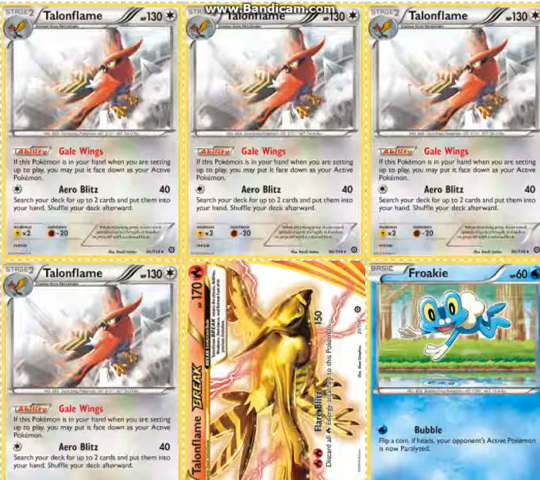 www.Bandicam.com
STAGE2 Talonflame HP130
Ability Gale Wings
If this Pokémon is in your hand when you are setting
up to play, you may put it face down as your Active
Pokémon.
Aero Blitz 40
Search your deck for up to 2 cards and put them into
your hand. Shuffle your deck afterward.
×2 -20
STAGE2 Talonflame HP130
Ability Gale Wings
If this Pokémon is in your hand when you are setting
up to play, you may put it face down as your Active
Pokémon.
Aero Blitz 40
Search your deck for up to 2 cards and put them into
your hand. Shuffle your deck afterward.
×2 -20
STAGE2 Talonflame HP130
Ability Gale Wings
If this Pokémon is in your hand when you are setting
up to play, you may put it face down as your Active
Pokémon.
Aero Blitz 40
Search your deck for up to 2 cards and put them into
your hand. Shuffle your deck afterward.
×2 -20
STAGE2 Talonflame HP130
Ability Gale Wings
If this Pokémon is in your hand when you are setting
up to play, you may put it face down as your Active
Pokémon.
Aero Blitz 40
Search your deck for up to 2 cards and put them into
your hand. Shuffle your deck afterward.
Talonflame BREAK HP170
Flare Blitz 150
Discard all Energy attached to this Pokémon.
BASIC Froakie HP60
Bubble
Flip a coin. If heads, your opponent's Active Pokémon
is now Paralyzed.